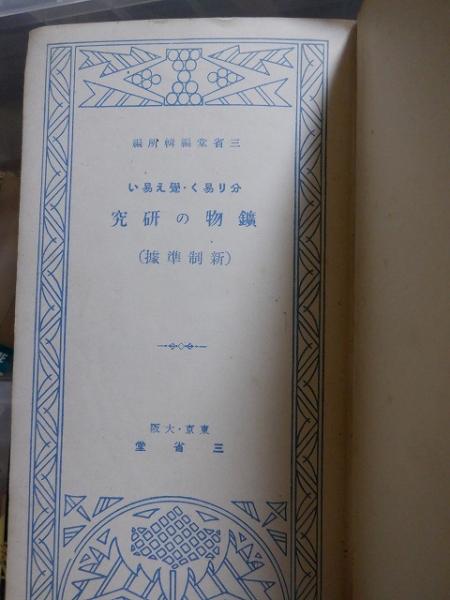 三省堂編輯所編
分り易く・覺え易い
鑛物の研究
(新制準據)
東京・大阪
三省堂